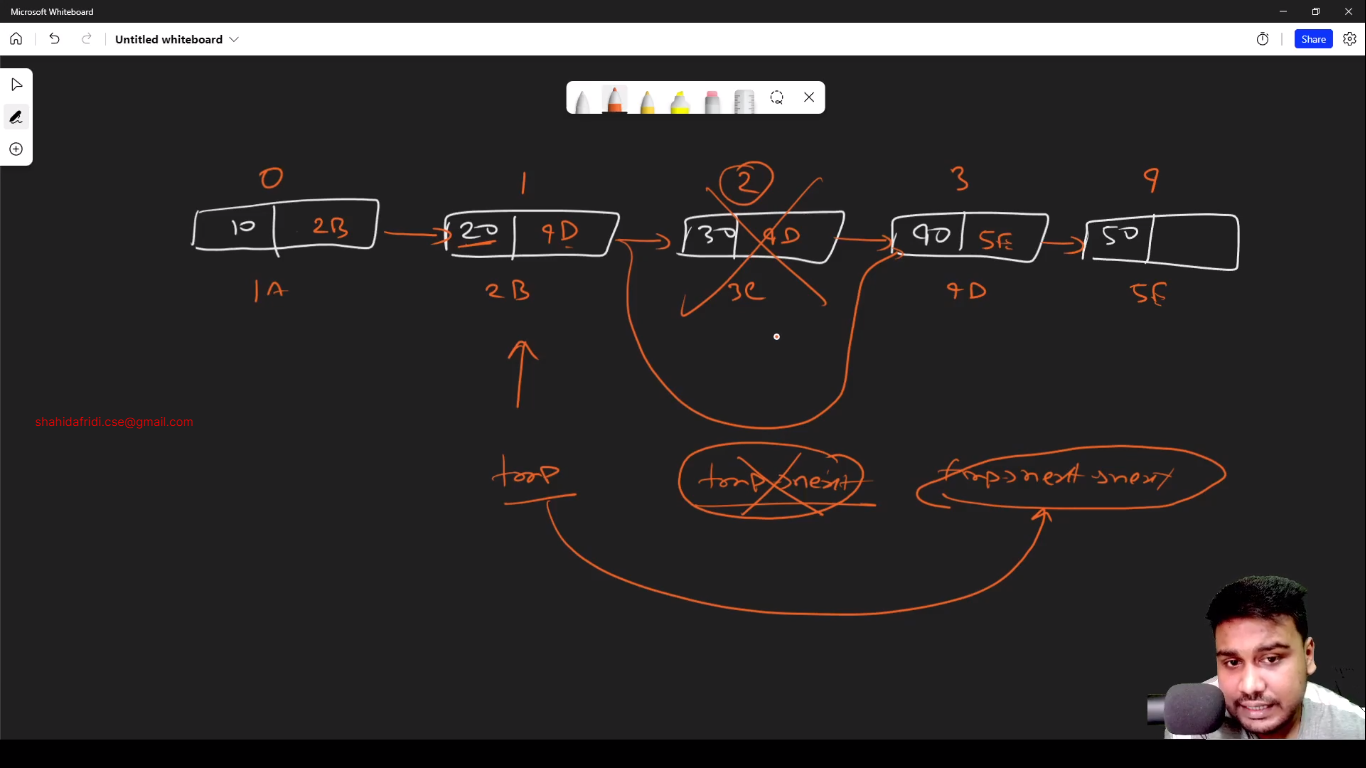 Microsoft Whiteboard
Untitled whiteboard
Share
0 1 2 3 4
10 2B 20 4D 30 4D 40 5E 50
1A 2B 3C 4D 5E
shahidafridi.cse@gmail.com
temp temp->next temp->next->next